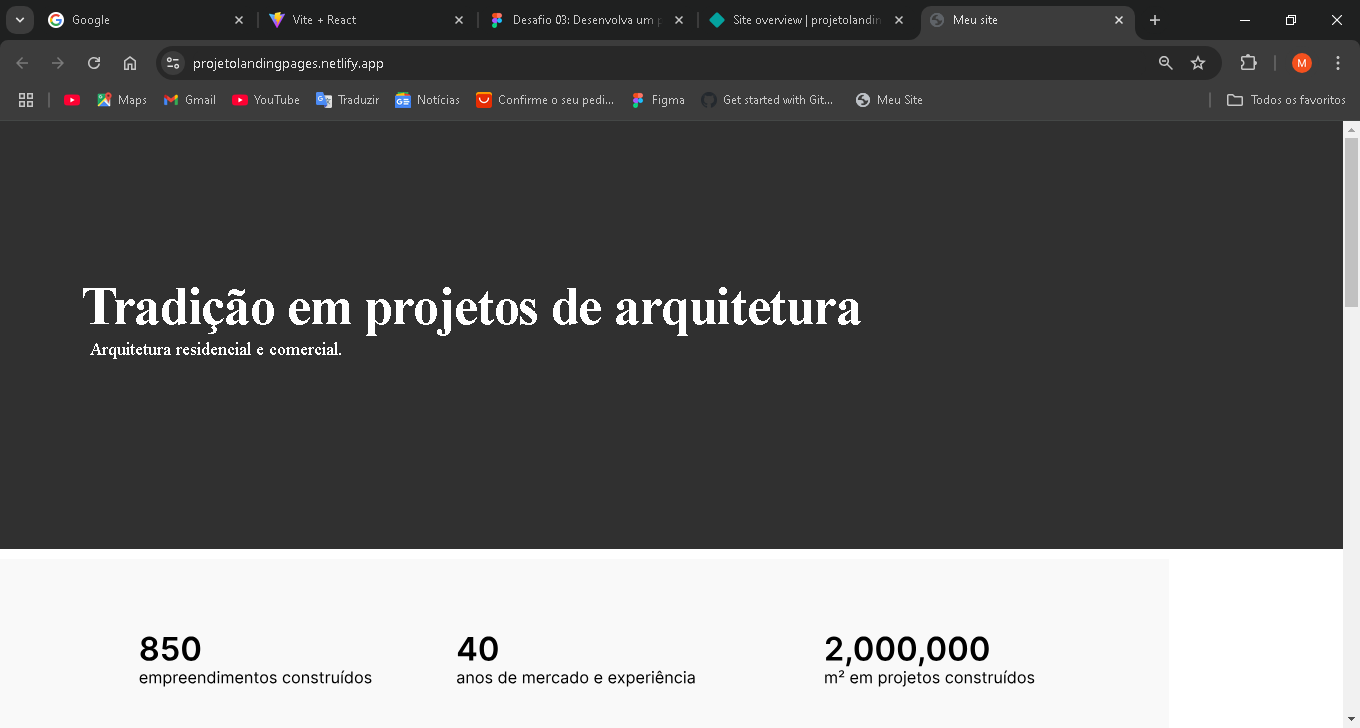 Google
Vite + React
Desafio 03: Desenvolva um p
Site overview | projetolandin
Meu site
projetolandingpages.netlify.app
M
Maps
Gmail
YouTube
Traduzir
Notícias
Confirme o seu pedi...
Figma
Get started with Git...
Meu Site
Todos os favoritos
Tradição em projetos de arquitetura
Arquitetura residencial e comercial.
850
empreendimentos construídos
40
anos de mercado e experiência
2,000,000
m² em projetos construídos